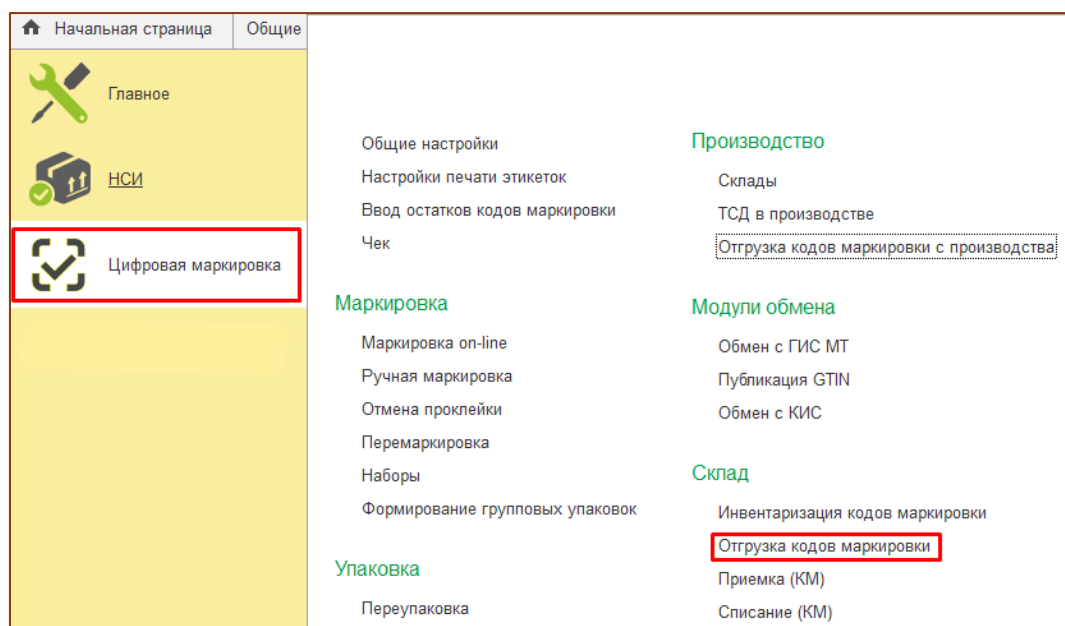 Начальная страница
Общие
Главное
НСИ
Цифровая маркировка
Общие настройки
Настройки печати этикеток
Ввод остатков кодов маркировки
Чек
Маркировка
Маркировка on-line
Ручная маркировка
Отмена проклейки
Перемаркировка
Наборы
Формирование групповых упаковок
Упаковка
Переупаковка
Производство
Склады
ТСД в производстве
Отгрузка кодов маркировки с производства
Модули обмена
Обмен с ГИС МТ
Публикация GTIN
Обмен с КИС
Склад
Инвентаризация кодов маркировки
Отгрузка кодов маркировки
Приемка (КМ)
Списание (КМ)